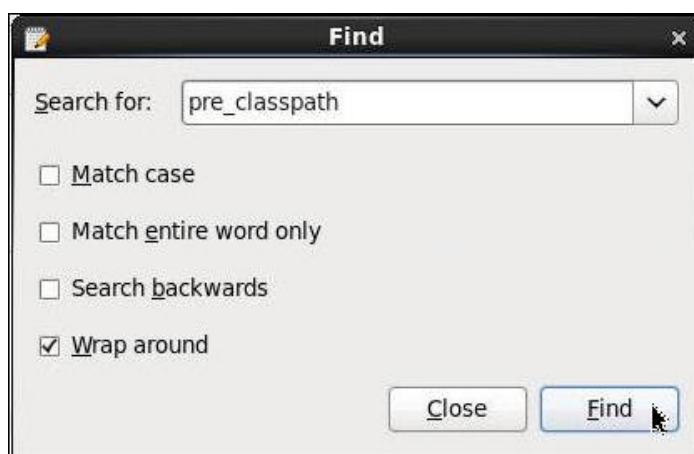 Find
Search for: pre_classpath
Match case
Match entire word only
Search backwards
Wrap around
Close Find